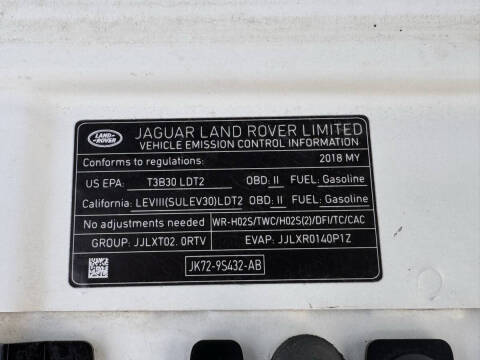 LAND-ROVER
JAGUAR LAND ROVER LIMITED
VEHICLE EMISSION CONTROL INFORMATION
Conforms to regulations: 2018 MY
US EPA: T3B30 LDT2 OBD: II FUEL: Gasoline
California: LEVIII(SULEV30)LDT2 OBD: II FUEL: Gasoline
No adjustments needed WR-HO2S/TWC/HO2S(2)/DFI/TC/CAC
GROUP: JJLXT02. 0RTV EVAP: JJLXR0140P1Z
JK72-9S432-AB